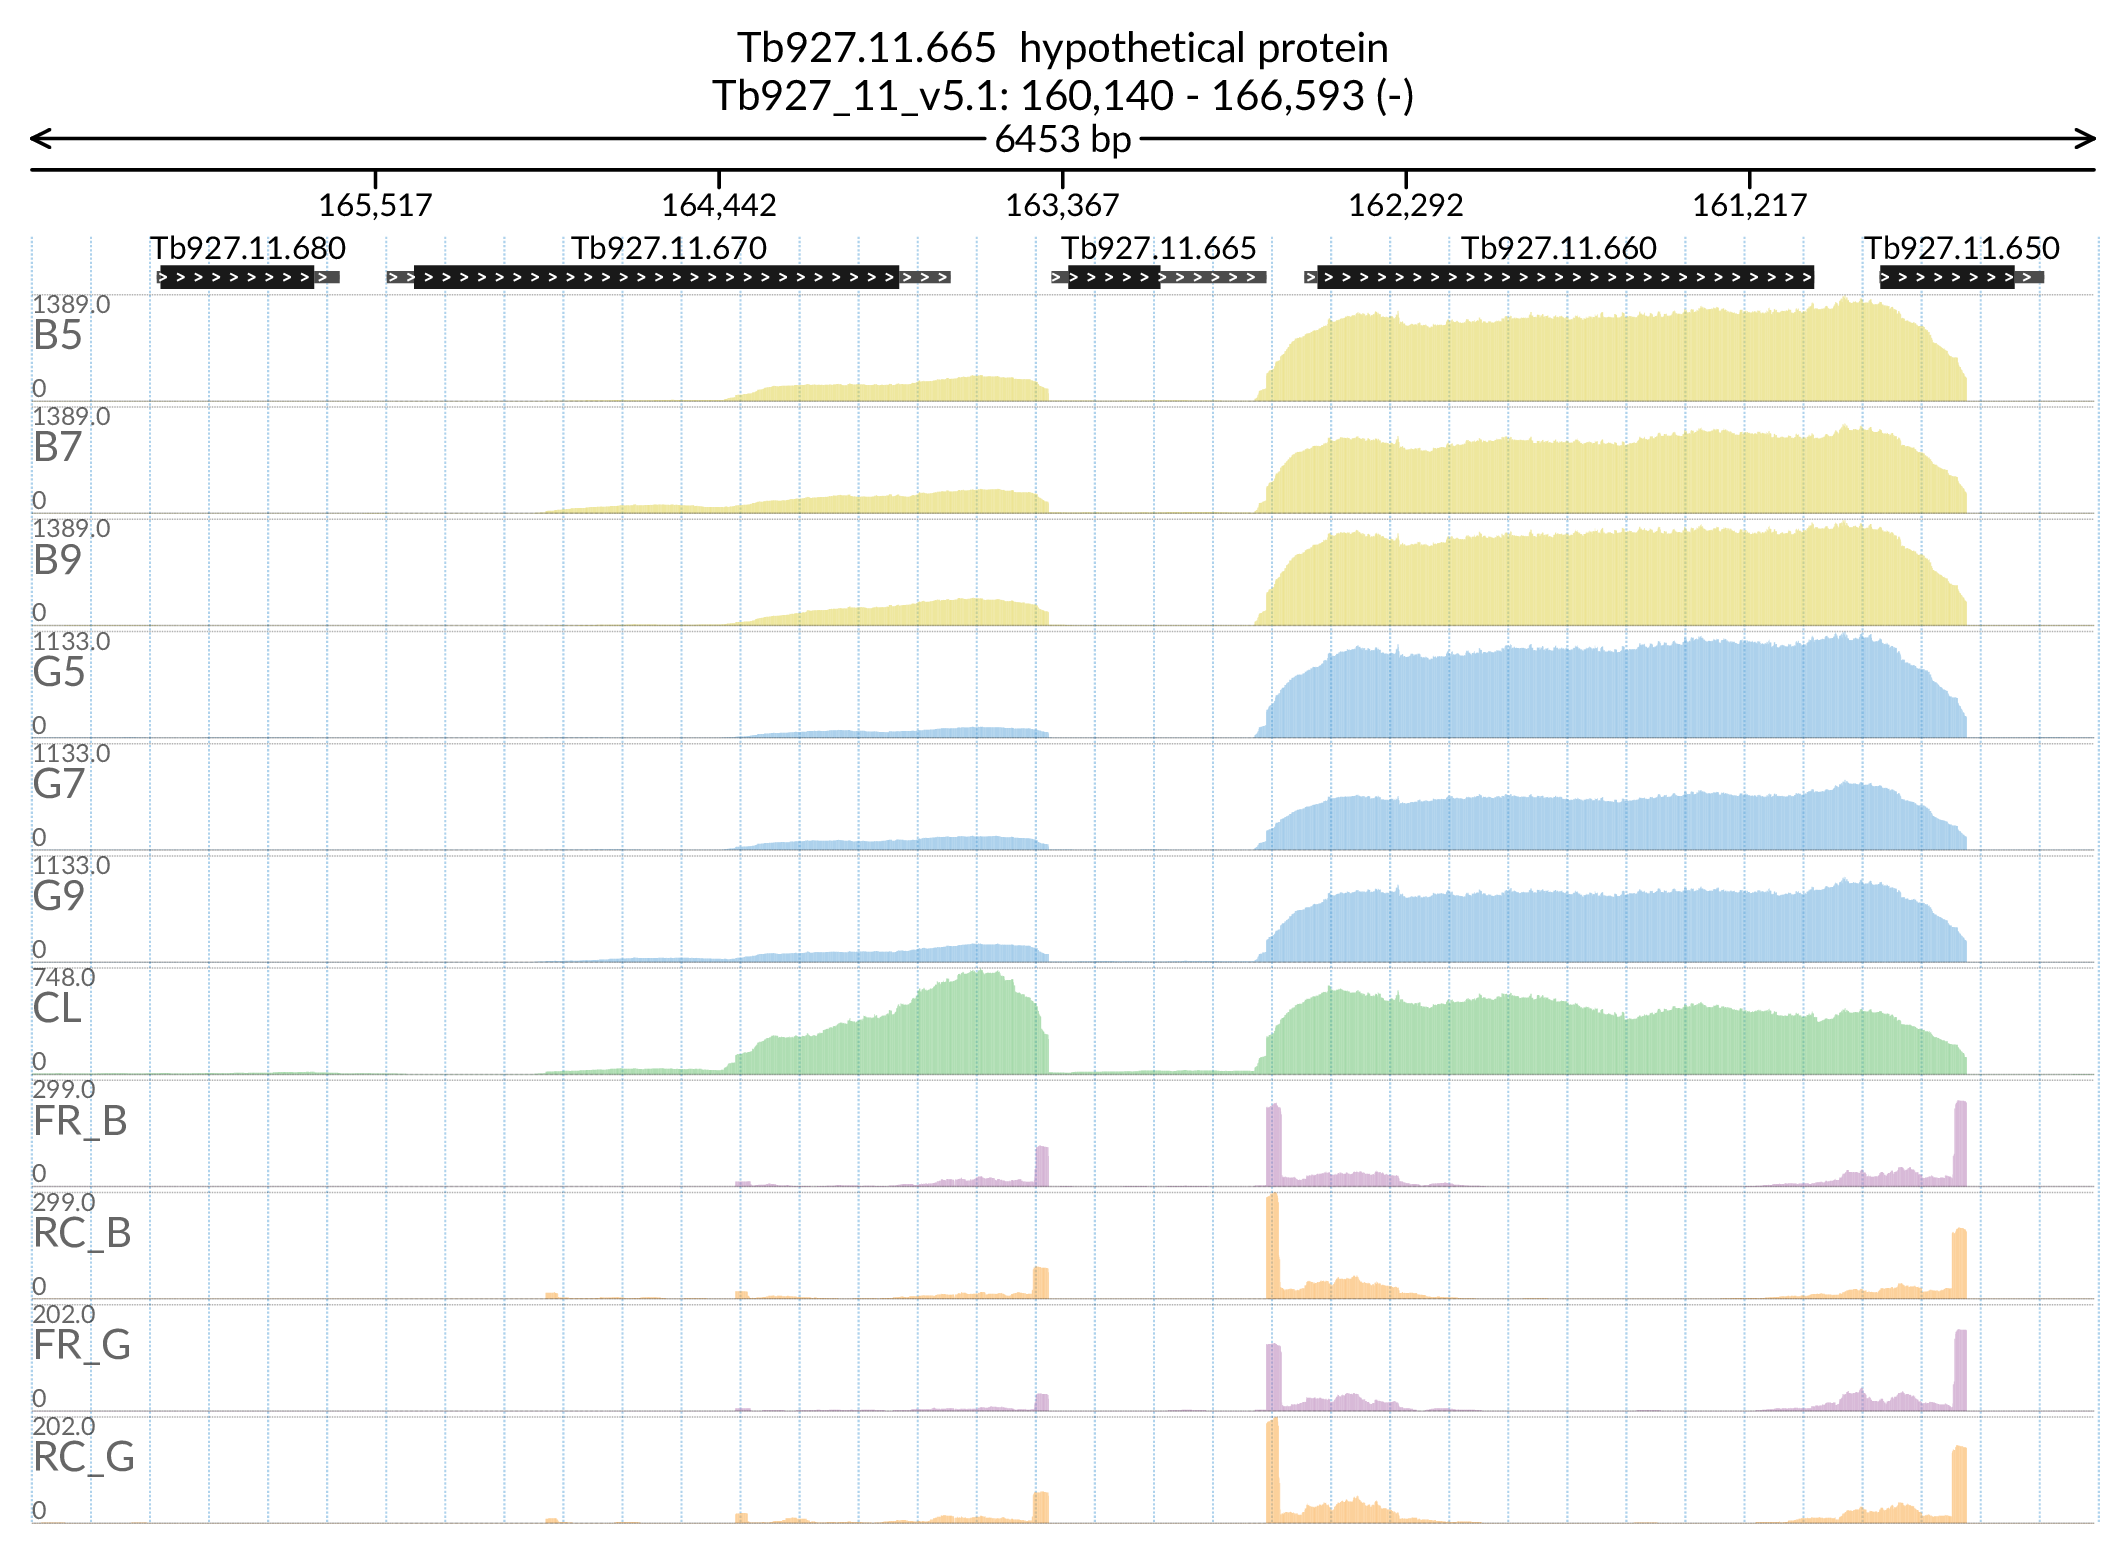 Tb927.11.665  hypothetical protein
Tb927_11_v5.1: 160,140 - 166,593 (-)
6453 bp
165,517 164,442 163,367 162,292 161,217
Tb927.11.680 Tb927.11.670 Tb927.11.665 Tb927.11.660 Tb927.11.650
1389.0
B5
0
1389.0
B7
0
1389.0
B9
0
1133.0
G5
0
1133.0
G7
0
1133.0
G9
0
748.0
CL
0
299.0
FR_B
0
299.0
RC_B
0
202.0
FR_G
0
202.0
RC_G
0